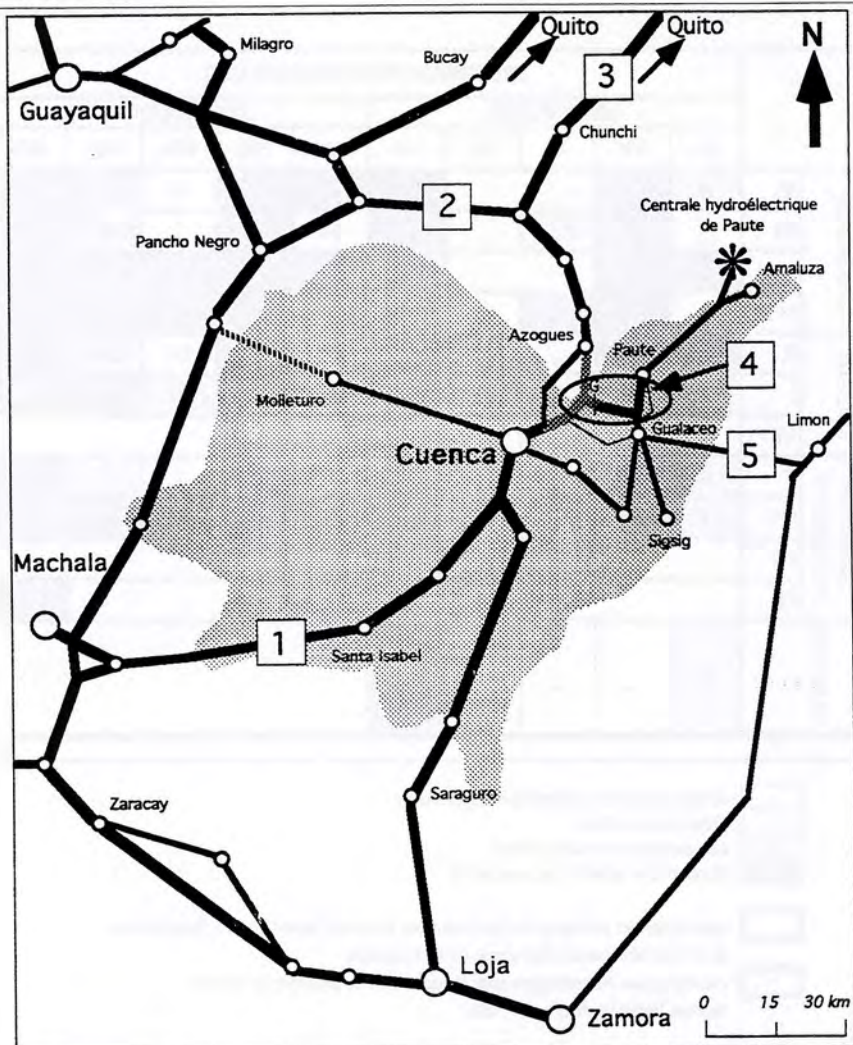 Quito
Quito
N
Milagro
Bucay
3
Guayaquil
Chunchi
Centrale hydroélectrique
de Paute
2
Pancho Negro
Amaluza
Azogues
Paute
4
Molleturo
G
Limon
Gualaceo
Cuenca
5
Sigsig
Machala
1
Santa Isabel
Saraguro
Zaracay
Loja
0 15 30 km
Zamora